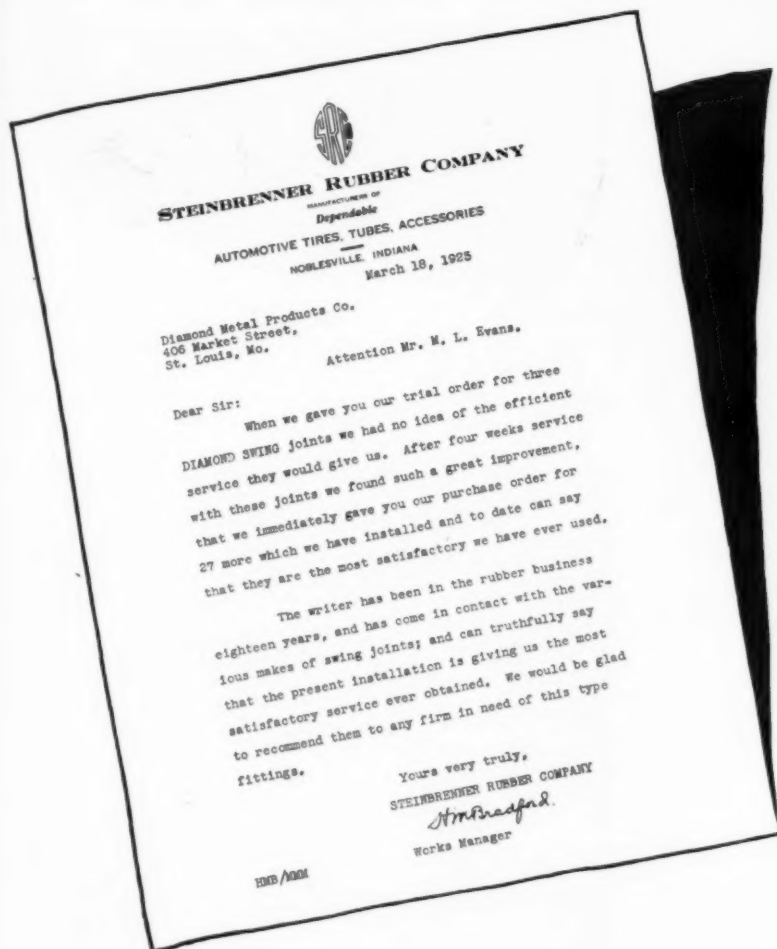 SRC
STEINBRENNER RUBBER COMPANY
MANUFACTURERS OF
Dependable
AUTOMOTIVE TIRES, TUBES, ACCESSORIES
NOBLESVILLE, INDIANA
March 18, 1925
Diamond Metal Products Co.
406 Market Street,
St. Louis, Mo.
Attention Mr. M. L. Evans.
Dear Sir:
When we gave you our trial order for three
DIAMOND SWING joints we had no idea of the efficient
service they would give us. After four weeks service
with these joints we found such a great improvement,
that we immediately gave you our purchase order for
27 more which we have installed and to date can say
that they are the most satisfactory we have ever used.
The writer has been in the rubber business
eighteen years, and has come in contact with the var-
ious makes of swing joints; and can truthfully say
that the present installation is giving us the most
satisfactory service ever obtained. We would be glad
to recommend them to any firm in need of this type
fittings.
Yours very truly,
STEINBRENNER RUBBER COMPANY
HMBradford.
Works Manager
HMB/MMM